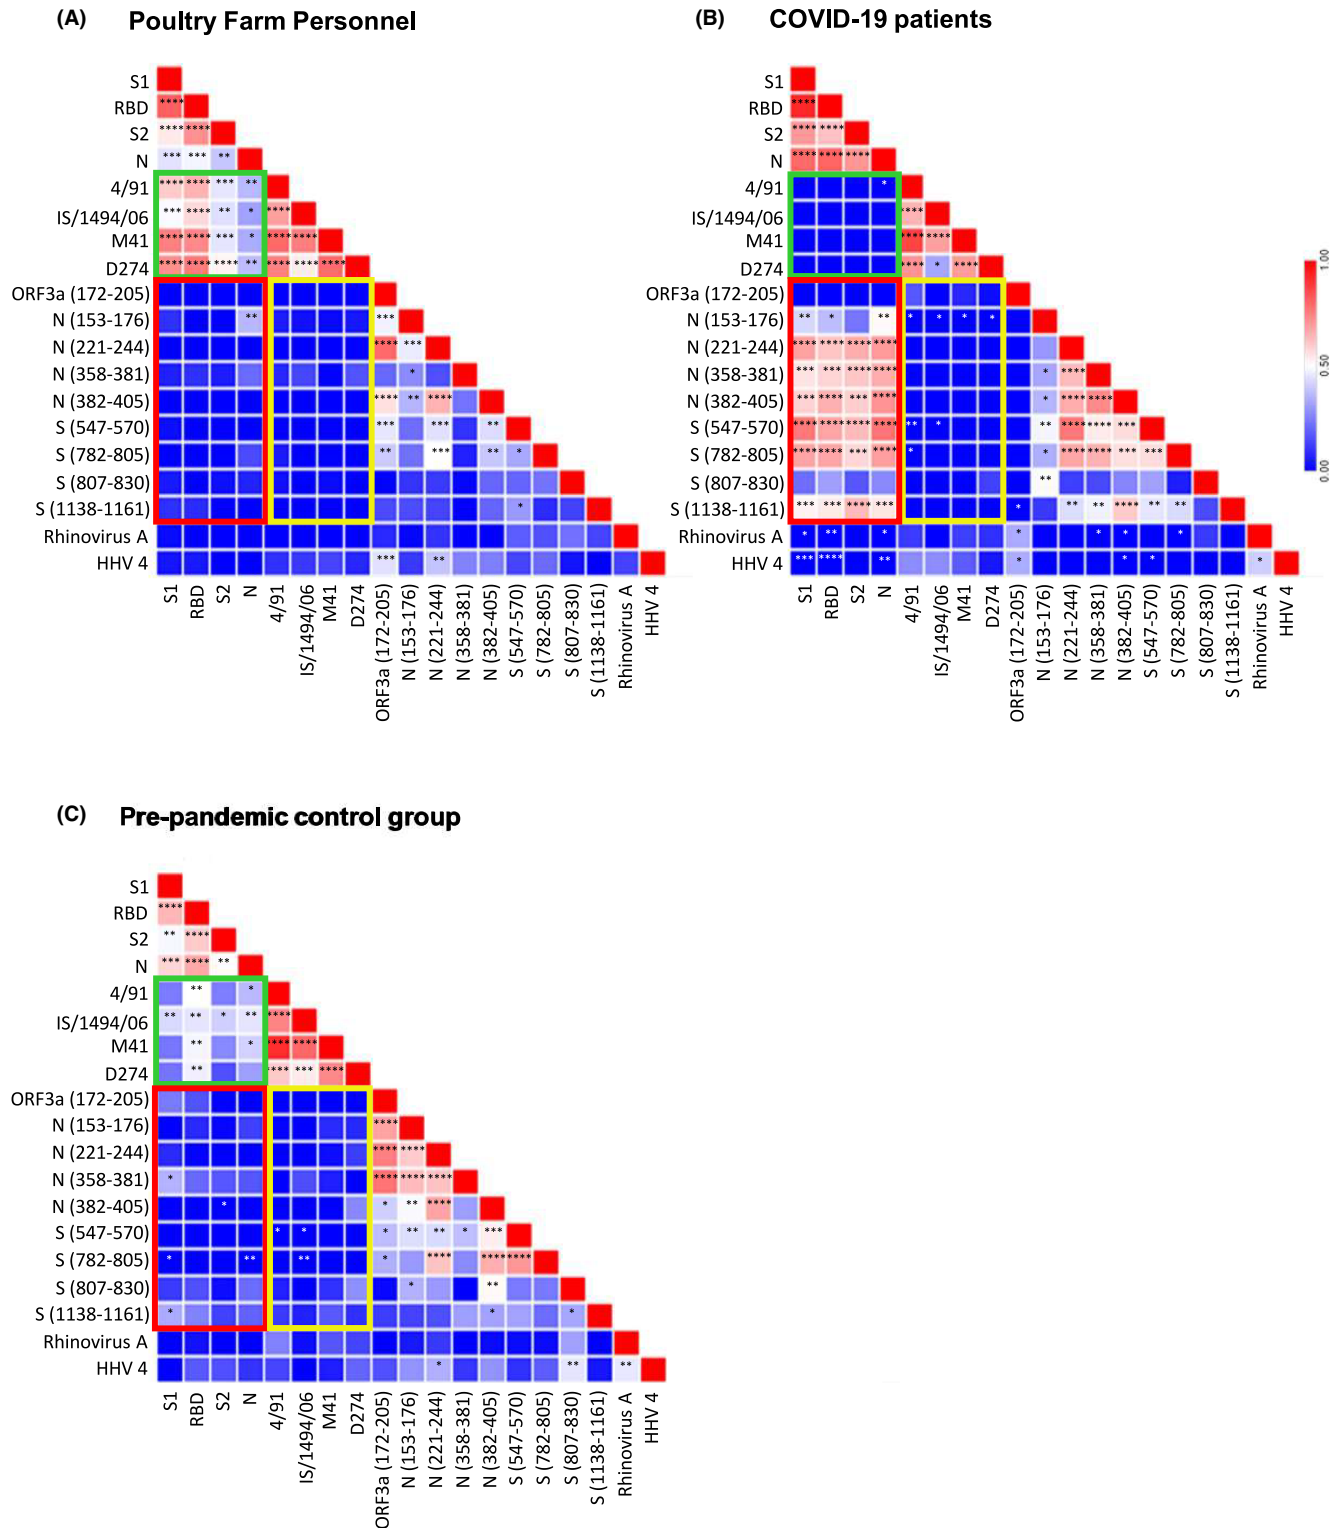 (A) Poultry Farm Personnel
(B) COVID-19 patients
S1
RBD ****
S2 **** ****
N *** *** **
4/91 **** **** *** **
IS/1494/06 *** **** ** * ****
M41 **** **** *** * **** ****
D274 **** **** **** ** **** **** ****
ORF3a (172-205)
N (153-176) ** ***
N (221-244) **** ***
N (358-381) *
N (382-405) **** ** ****
S (547-570) *** *** **
S (782-805) ** *** ** *
S (807-830)
S (1138-1161) *
Rhinovirus A
HHV 4 *** **
S1
RBD
S2
N
4/91
IS/1494/06
M41
D274
ORF3a (172-205)
N (153-176)
N (221-244)
N (358-381)
N (382-405)
S (547-570)
S (782-805)
S (807-830)
S (1138-1161)
Rhinovirus A
HHV 4
S1
RBD ****
S2 **** ****
N **** **** ****
4/91 *
IS/1494/06 ****
M41 **** ****
D274 **** * ****
ORF3a (172-205)
N (153-176) ** * ** * * * *
N (221-244) **** **** **** ****
N (358-381) *** *** **** **** * ****
N (382-405) *** **** *** **** * **** ****
S (547-570) **** **** **** **** ** * ** **** **** ***
S (782-805) **** **** *** **** * * **** **** *** ***
S (807-830) **
S (1138-1161) *** *** **** *** * ** ** **** ** **
Rhinovirus A * ** * * * * *
HHV 4 *** **** ** * * * *
S1
RBD
S2
N
4/91
IS/1494/06
M41
D274
ORF3a (172-205)
N (153-176)
N (221-244)
N (358-381)
N (382-405)
S (547-570)
S (782-805)
S (807-830)
S (1138-1161)
Rhinovirus A
HHV 4
1.00
0.50
0.00
(C) Pre-pandemic control group
S1
RBD ****
S2 ** ****
N *** **** **
4/91 ** *
IS/1494/06 ** ** * ** ****
M41 ** * **** ****
D274 ** **** *** ****
ORF3a (172-205)
N (153-176) ****
N (221-244) **** ****
N (358-381) * **** **** ****
N (382-405) * * ** ****
S (547-570) * * * ** ** * ***
S (782-805) * ** ** * **** **** ****
S (807-830) * **
S (1138-1161) * * *
Rhinovirus A
HHV 4 * ** **
S1
RBD
S2
N
4/91
IS/1494/06
M41
D274
ORF3a (172-205)
N (153-176)
N (221-244)
N (358-381)
N (382-405)
S (547-570)
S (782-805)
S (807-830)
S (1138-1161)
Rhinovirus A
HHV 4